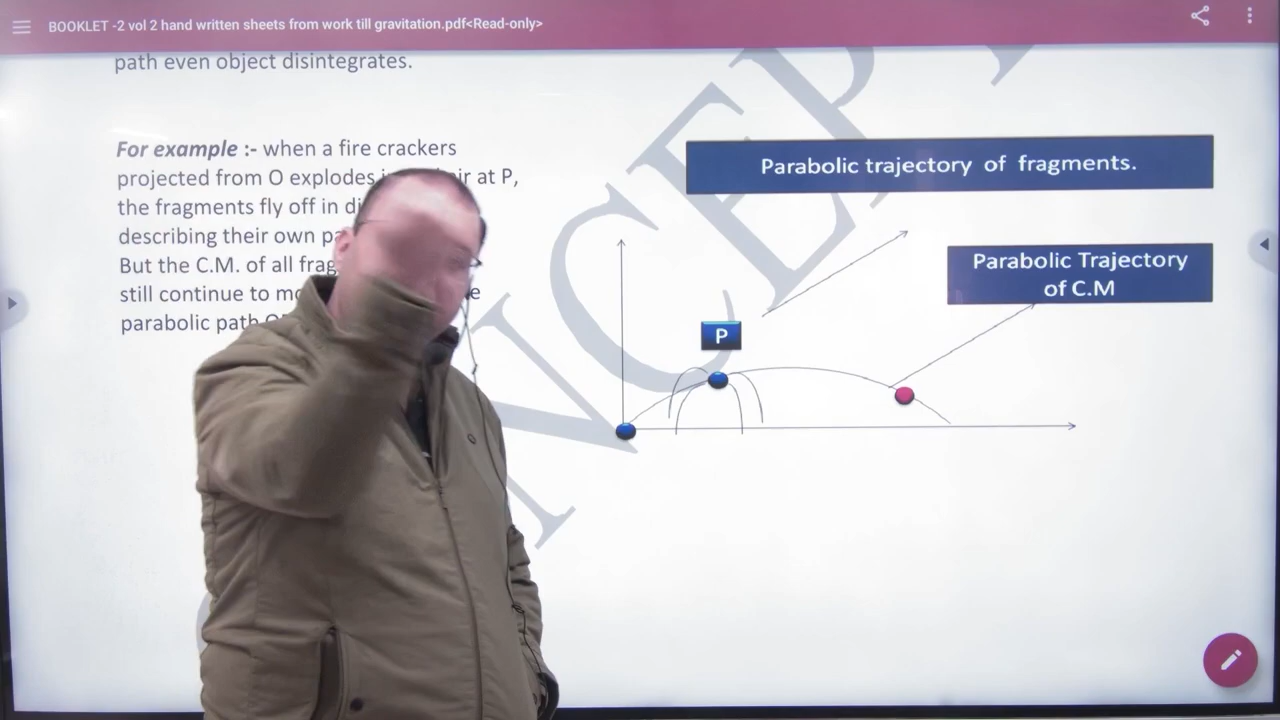 BOOKLET -2 vol 2 hand written sheets from work till gravitation.pdf<Read-only>
path even object disintegrates.
For example :- when a fire crackers
projected from O explodes at P,
the fragments fly off in
describing their own
But the C.M. of all
still continue to
parabolic path
Parabolic trajectory of fragments.
Parabolic Trajectory
of C.M
P